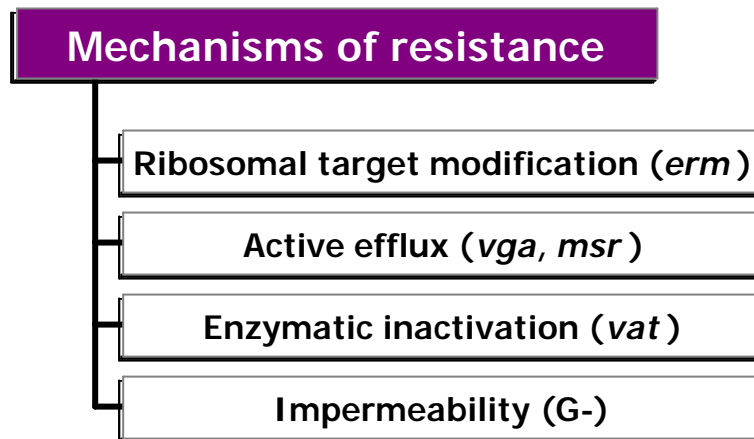 Mechanisms of resistance
Ribosomal target modification (erm)
Active efflux (vga, msr)
Enzymatic inactivation (vat)
Impermeability (G-)